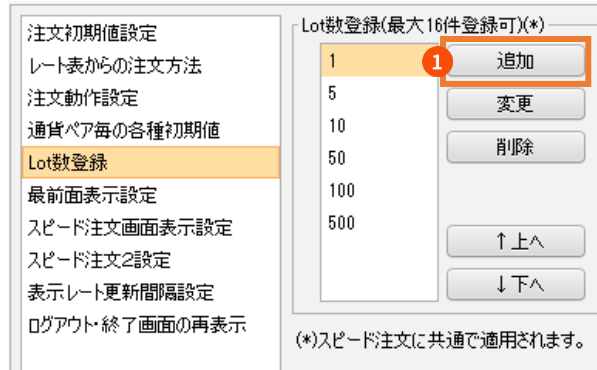 注文初期値設定
レート表からの注文方法
注文動作設定
通貨ペア毎の各種初期値
Lot数登録
最前面表示設定
スピード注文画面表示設定
スピード注文2設定
表示レート更新間隔設定
ログアウト・終了画面の再表示
Lot数登録(最大16件登録可)(*)
1
5
10
50
100
500
1
追加
変更
削除
↑上へ
↓下へ
(*)スピード注文に共通で適用されます。